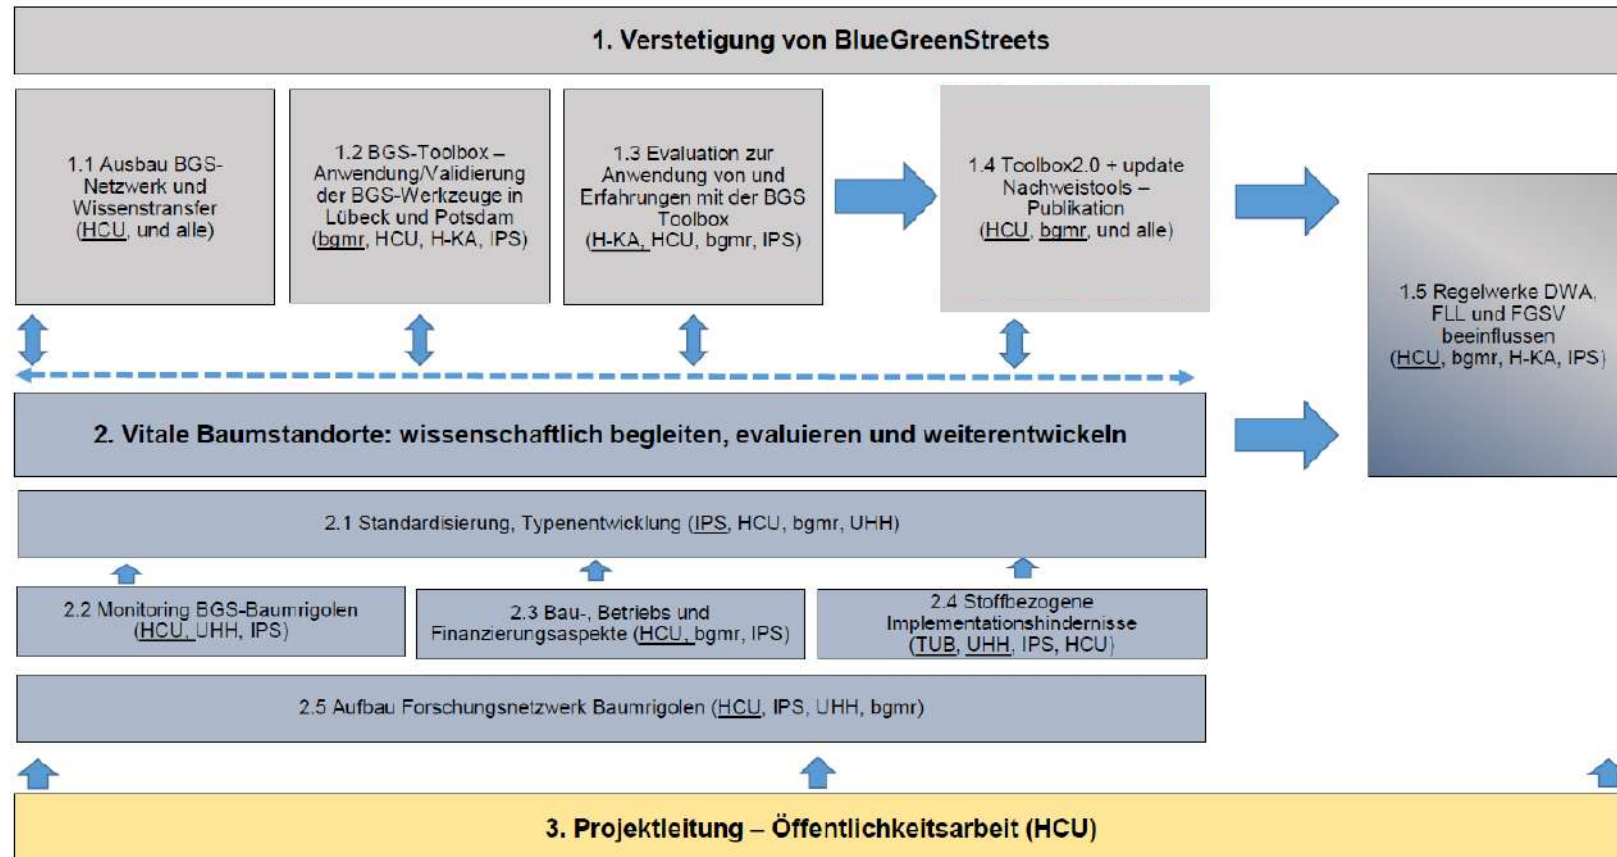 1. Verstetigung von BlueGreenStreets
1.1 Ausbau BGS-
Netzwerk und
Wissenstransfer
(HCU, und alle)
1.2 BGS-Toolbox –
Anwendung/Validierung
der BGS-Werkzeuge in
Lübeck und Potsdam
(bgmr, HCU, H-KA, IPS)
1.3 Evaluation zur
Anwendung von und
Erfahrungen mit der BGS
Toolbox
(H-KA, HCU, bgmr, IPS)
1.4 Toolbox2.0 + update
Nachweistools –
Publikation
(HCU, bgmr, und alle)
1.5 Regelwerke DWA,
FLL und FGSV
beeinflussen
(HCU, bgmr, H-KA, IPS)
2. Vitale Baumstandorte: wissenschaftlich begleiten, evaluieren und weiterentwickeln
2.1 Standardisierung, Typenentwicklung (IPS, HCU, bgmr, UHH)
2.2 Monitoring BGS-Baumrigolen
(HCU, UHH, IPS)
2.3 Bau-, Betriebs und
Finanzierungsaspekte (HCU, bgmr, IPS)
2.4 Stoffbezogene
Implementationshindernisse
(TUB, UHH, IPS, HCU)
2.5 Aufbau Forschungsnetzwerk Baumrigolen (HCU, IPS, UHH, bgmr)
3. Projektleitung – Öffentlichkeitsarbeit (HCU)